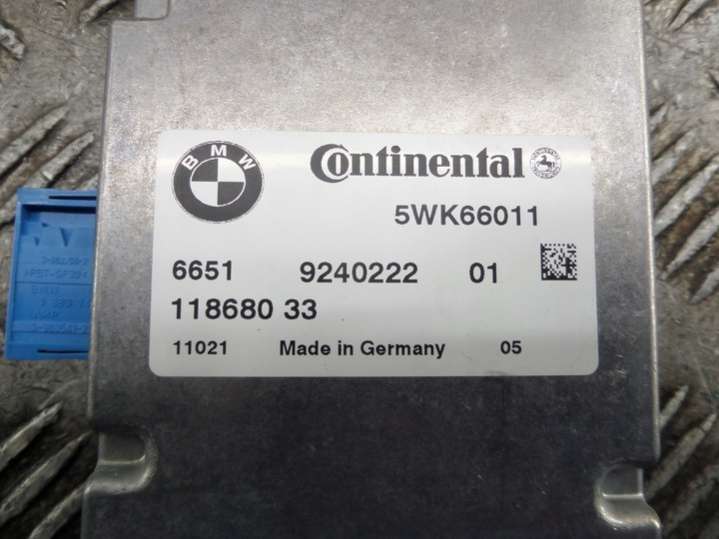 BMW
Continental
5WK66011
6651 9240222 01
118680 33
11021 Made in Germany 05